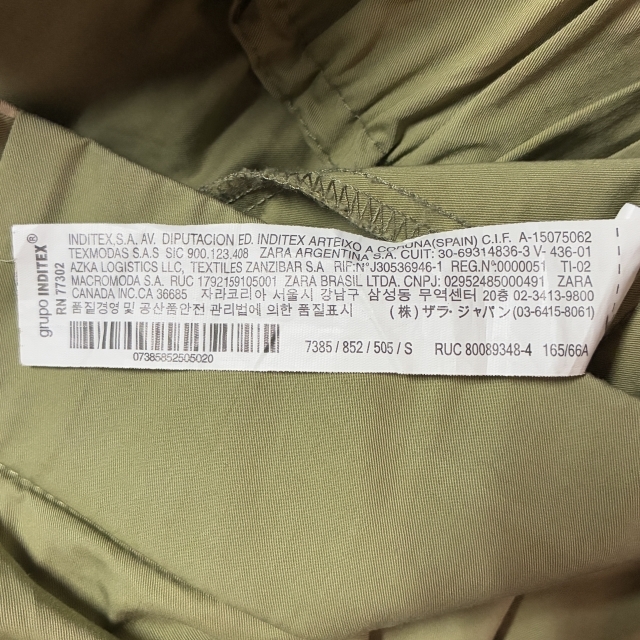 grupo INDITEX®
RN 77302
INDITEX,S.A. AV. DIPUTACION ED. INDITEX ARTEIXO A CORUNA(SPAIN) C.I.F. A-15075062
TEXMODAS S.A.S SIC 900.123.408 ZARA ARGENTINA S.A. CUIT: 30-69314836-3 V- 436-01
AZKA LOGISTICS LLC, TEXTILES ZANZIBAR S.A RIF:N°J30536946-1 REG.N°0000051 TI-02
MACROMODA S.A. RUC 1792159105001 ZARA BRASIL LTDA. CNPJ: 02952485000491 ZARA
CANADA INC.CA 36685 자라코리아 서울시 강남구 삼성동 무역센터 20층 02-3413-9800
품질경영 및 공산품안전 관리법에 의한 품질표시 (株) ザラ・ジャパン(03-6415-8061)
07385852505020 7385 / 852 / 505 / S RUC 80089348-4 165/66A